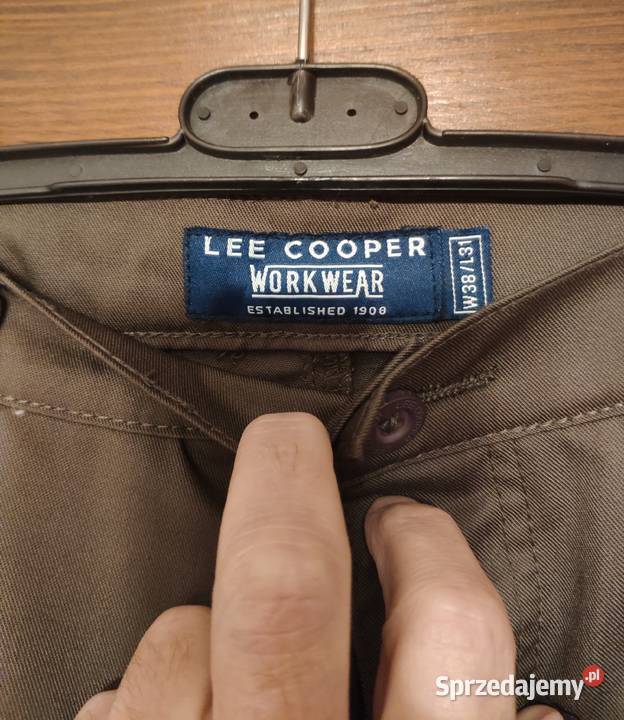 LEE COOPER
WORKWEAR
ESTABLISHED 1908
W38/L31
Sprzedajemy.pl